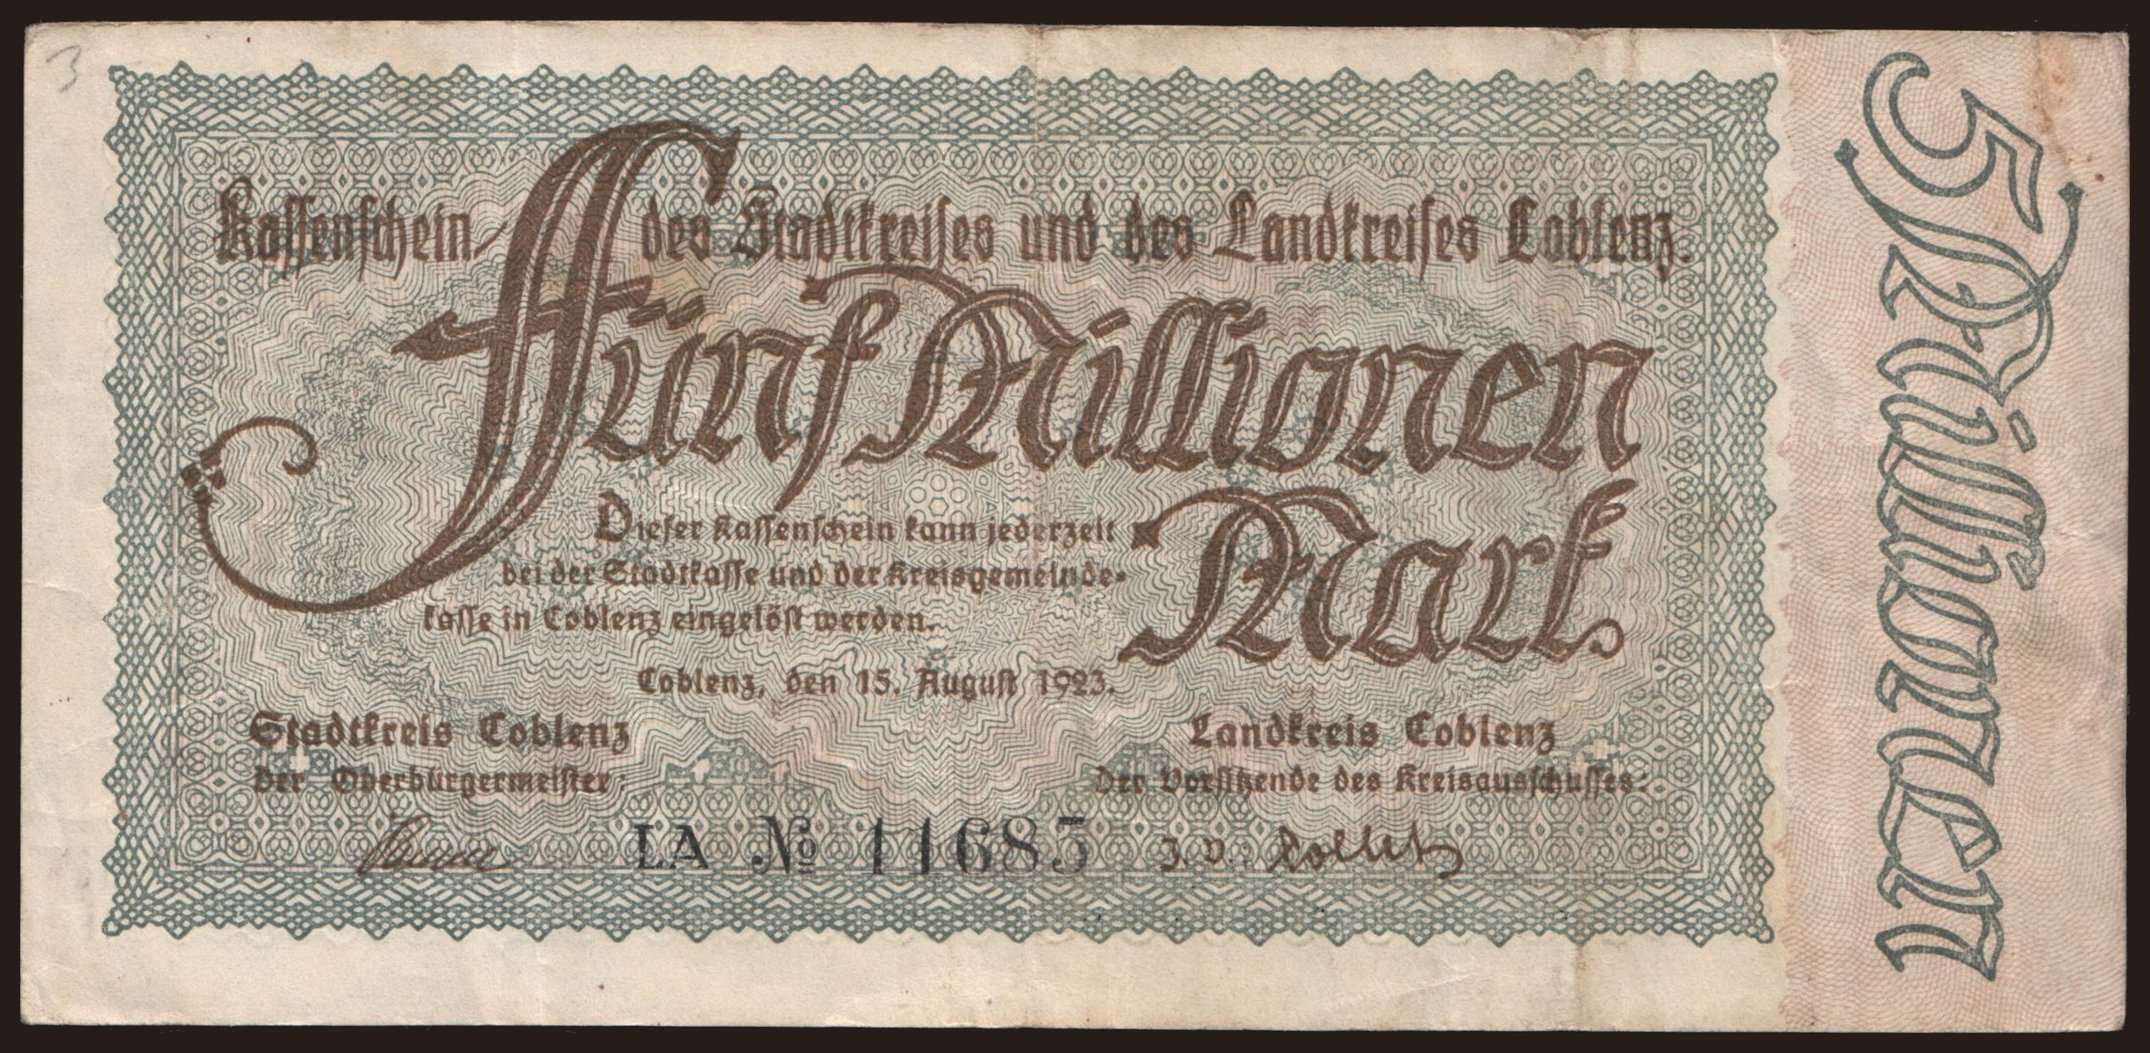 3
Kassenschein des Stadtkreises und des Landkreises Coblenz.
Fünf Millionen
Mark
Dieser Kassenschein kann jederzeit
bei der Stadtkasse und der Kreisgemeinde-
kasse in Coblenz eingelöst werden.
Coblenz, den 15. August 1923.
Stadtkreis Coblenz
Der Oberbürgermeister:
Landkreis Coblenz
Der Vorsitzende des Kreisausschusses:
LA № 11685
J.V.
5 Millionen